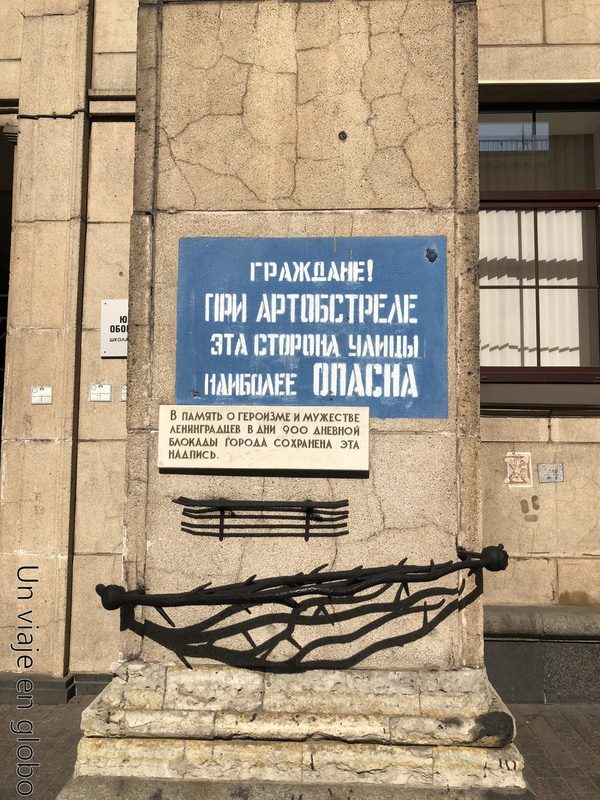 ГРАЖДАНЕ!
ПРИ АРТОБСТРЕЛЕ
ЭТА СТОРОНА УЛИЦЫ
НАИБОЛЕЕ ОПАСНА
В ПАМЯТЬ О ГЕРОИЗМЕ И МУЖЕСТВЕ
ЛЕНИНГРАДЦЕВ В ДНИ 900 ДНЕВНОЙ
БЛОКАДЫ ГОРОДА СОХРАНЕНА ЭТА
НАДПИСЬ.
Un viaje en globo